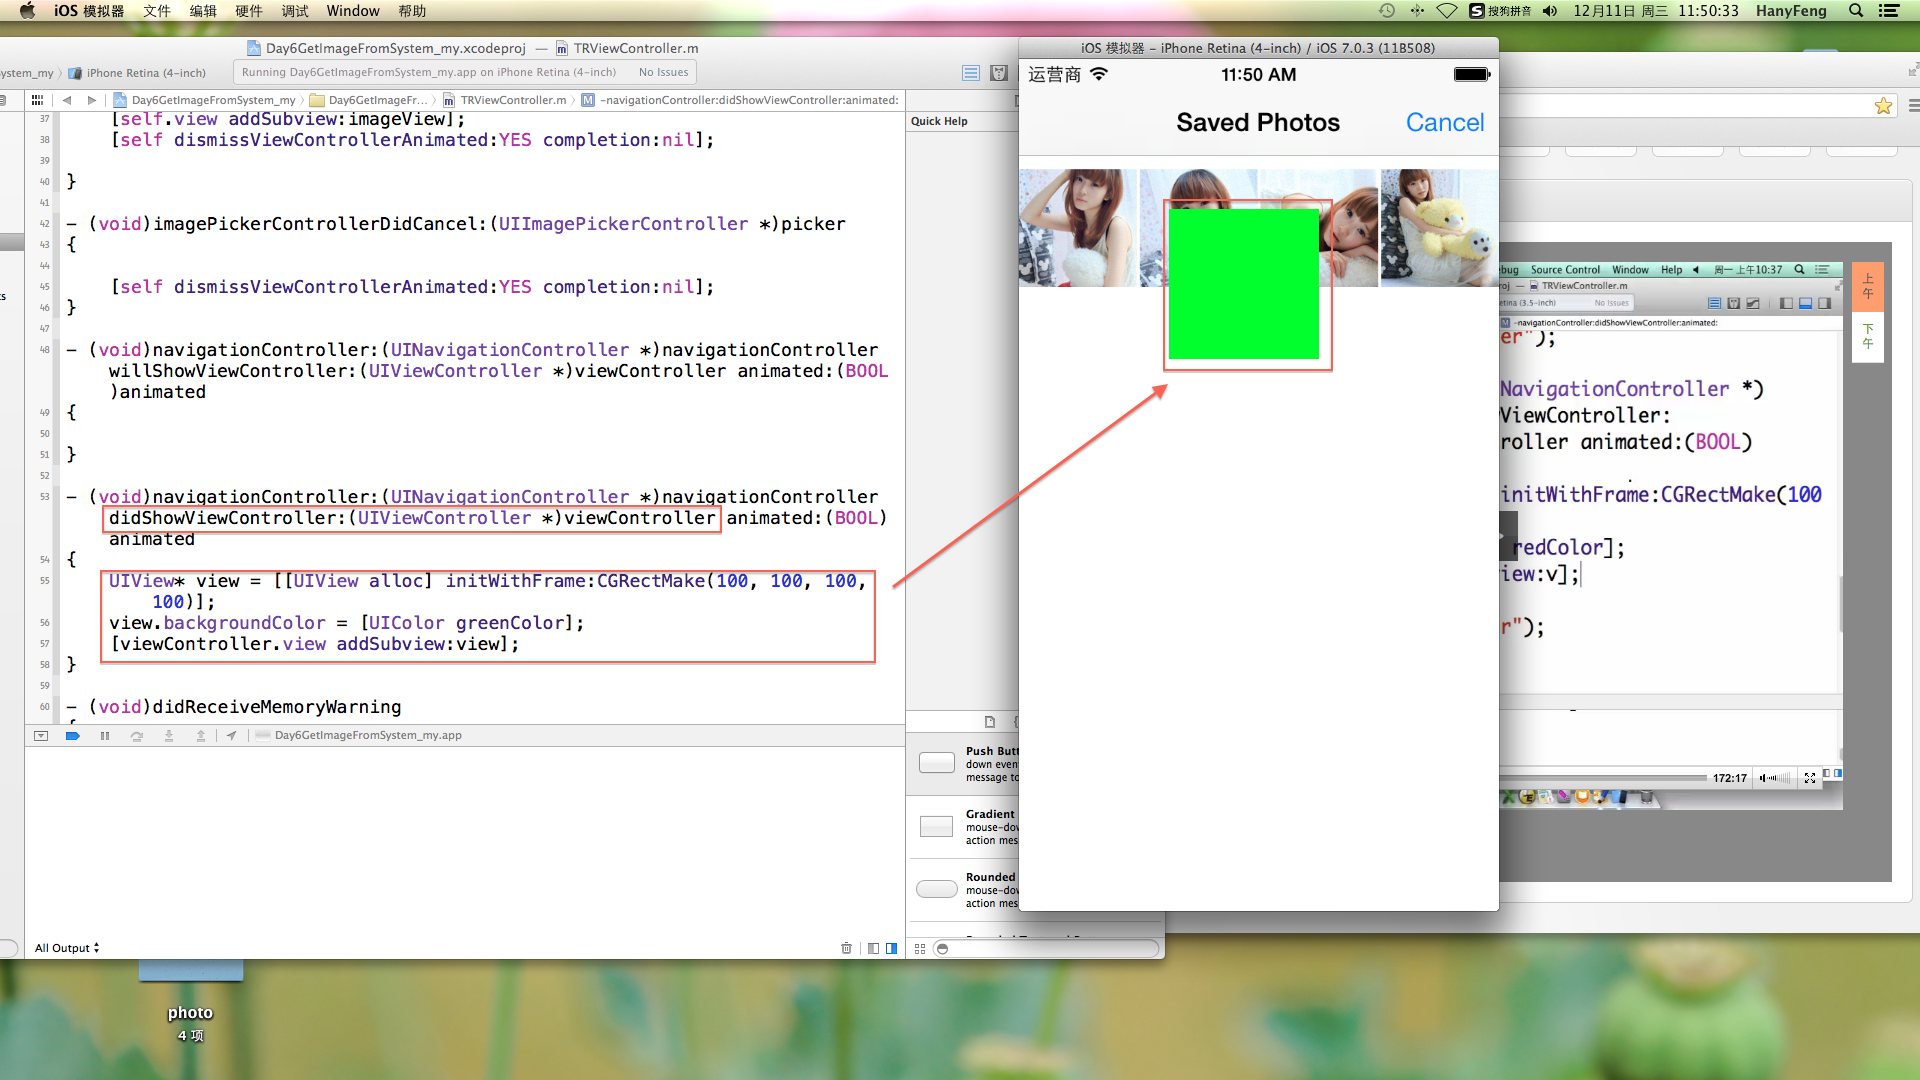 iOS 模拟器 文件 编辑 硬件 调试 Window 帮助
搜狗拼音 12月11日 周三 11:50:33 HanyFeng
Day6GetImageFromSystem_my.xcodeproj — TRViewController.m
ystem_my 〉 iPhone Retina (4-inch)
Running Day6GetImageFromSystem_my.app on iPhone Retina (4-inch) No Issues
Day6GetImageFromSystem_my 〉 Day6GetImageFr... 〉 TRViewController.m 〉 M -navigationController:didShowViewController:animated:
37 [self.view addSubview:imageView];
38 [self dismissViewControllerAnimated:YES completion:nil];
39
40 }
41
42 - (void)imagePickerControllerDidCancel:(UIImagePickerController *)picker
43 {
44
45 [self dismissViewControllerAnimated:YES completion:nil];
46 }
47
48 - (void)navigationController:(UINavigationController *)navigationController
willShowViewController:(UIViewController *)viewController animated:(BOOL
)animated
49 {
50
51 }
52
53 - (void)navigationController:(UINavigationController *)navigationController
didShowViewController:(UIViewController *)viewController animated:(BOOL)
animated
54 {
55 UIView* view = [[UIView alloc] initWithFrame:CGRectMake(100, 100, 100,
100)];
56 view.backgroundColor = [UIColor greenColor];
57 [viewController.view addSubview:view];
58 }
59
60 - (void)didReceiveMemoryWarning
{
Day6GetImageFromSystem_my.app
All Output
Quick Help
Push Butt
down even
message to
Gradient
mouse-dow
action mes
Rounded
mouse-dow
action mes
iOS 模拟器 - iPhone Retina (4-inch) / iOS 7.0.3 (11B508)
运营商 11:50 AM
Saved Photos Cancel
bug Source Control Window Help 周一 上午10:37
oj — TRViewController.m
etina (3.5-inch) No Issues
M -navigationController:didShowViewController:animated:
er");
NavigationController *)
ViewController:
roller animated:(BOOL)
initWithFrame:CGRectMake(100
redColor];
iew:v];
r");
172:17
上午
下午
photo
4 项